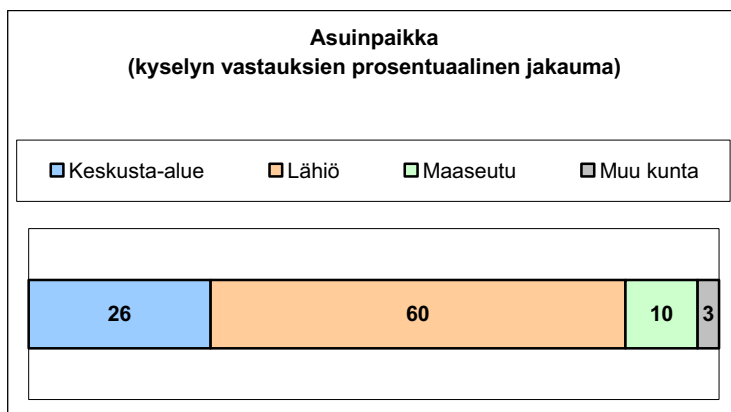 Asuinpaikka
(kyselyn vastauksien prosentuaalinen jakauma)
Keskusta-alue Lähiö Maaseutu Muu kunta
26 60 10 3